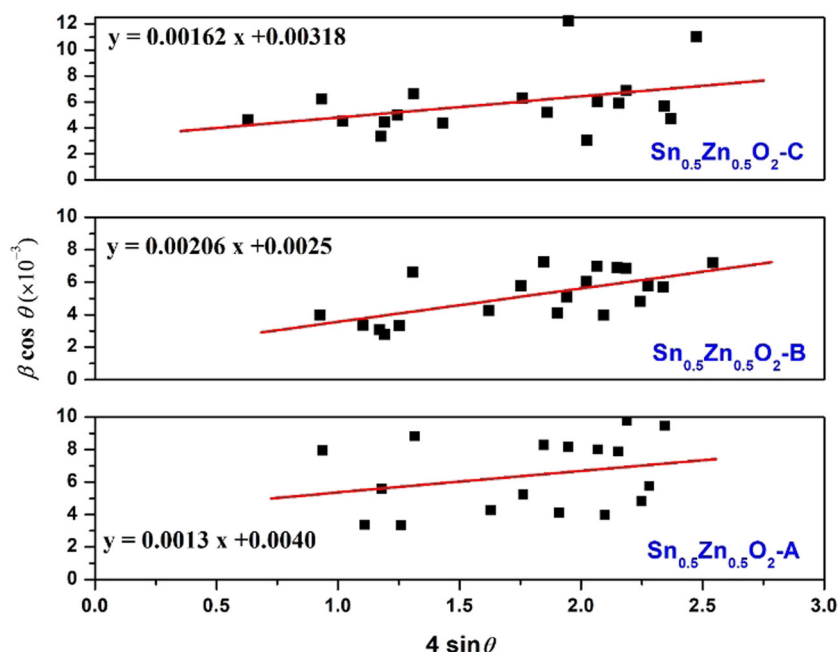 12
y = 0.00162 x +0.00318
10
8
6
4
2
0
Sn0.5Zn0.5O2-C
10
y = 0.00206 x +0.0025
8
6
4
2
0
Sn0.5Zn0.5O2-B
β cos θ (×10⁻³)
10
8
6
4
2
0
y = 0.0013 x +0.0040
Sn0.5Zn0.5O2-A
0.0 0.5 1.0 1.5 2.0 2.5 3.0
4 sinθ